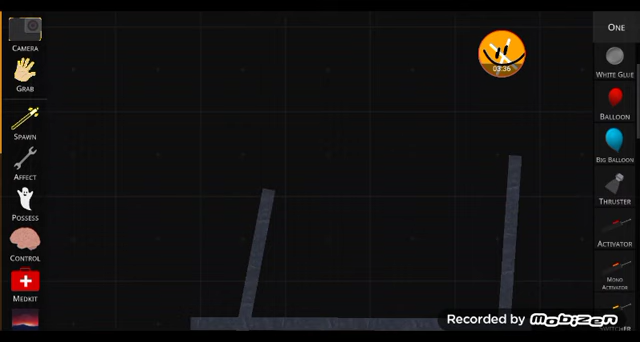 CAMERA
GRAB
SPAWN
AFFECT
POSSESS
CONTROL
MEDKIT
03:36
ONE
WHITE GLUE
BALLOON
BIG BALLOON
THRUSTER
ACTIVATOR
MONO
ACTIVATOR
Recorded by MOBIZEN